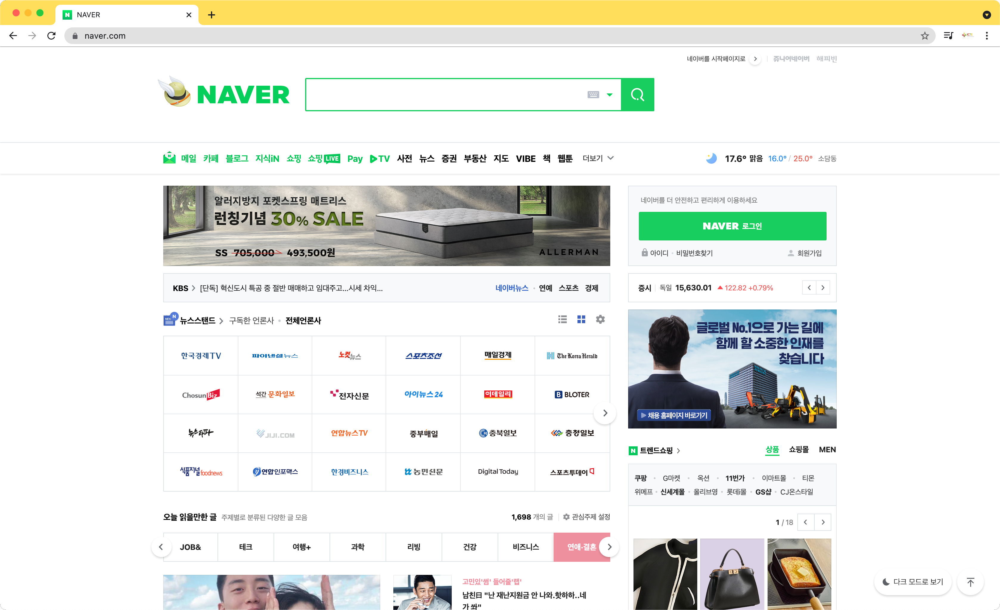 NAVER
naver.com
ICTE
네이버를 시작페이지로 쥬니어네이버 해피빈
NAVER
메일 카페 블로그 지식iN 쇼핑 쇼핑LIVE Pay TV 사전 뉴스 증권 부동산 지도 VIBE 책 웹툰 더보기
17.6° 맑음 16.0° / 25.0° 소담동
알러지방지 포켓스프링 매트리스
런칭기념 30% SALE
SS 705,000 493,500원
ALLERMAN
네이버를 더 안전하고 편리하게 이용하세요
NAVER 로그인
아이디 · 비밀번호찾기 회원가입
KBS > [단독] 혁신도시 특공 중 절반 매매하고 임대주고...시세 차익...
네이버뉴스 · 연예 스포츠 경제
증시 독일 15,630.01 ▲ 122.82 +0.79%
뉴스스탠드 > 구독한 언론사 · 전체언론사
한국경제TV 파이낸셜뉴스 노컷뉴스 스포츠조선 매일경제 The Korea Herald
ChosunBiz 석간 문화일보 전자신문 아이뉴스24 이데일리 BLOTER
뉴스타파 JIJI.COM 연합뉴스TV 중부매일 충북일보 충청일보
식품저널 foodnews 연합인포맥스 한경비즈니스 농민신문 Digital Today 스포츠투데이
글로벌 No.1으로 가는 길에
함께 할 소중한 인재를
찾습니다
▶ 채용 홈페이지 바로가기
N 트렌드쇼핑 > 상품 쇼핑몰 MEN
쿠팡 · G마켓 · 옥션 · 11번가 · 이마트몰 · 티몬
위메프 · 신세계몰 · 올리브영 · 롯데i몰 · GS샵 · CJ온스타일
1 / 18
오늘 읽을만한 글 주제별로 분류된 다양한 글 모음
1,698 개의 글 관심주제 설정
JOB& 테크 여행+ 과학 리빙 건강 비즈니스 연애·결혼
고민있'썸' 들어줄'랩'
남친曰 "난 재난지원금 안 나와.핫하하..네
가 쏴"
다크 모드로 보기